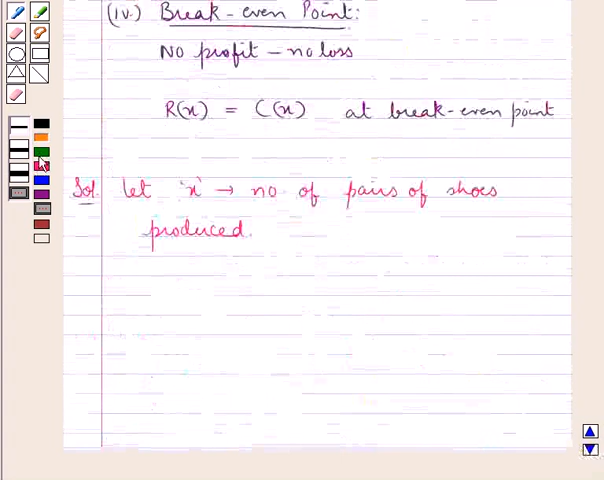 (iv.) Break-even Point:
No profit - no loss
R(x) = C(x) at break-even point
Sol. let 'x' → no of pairs of shoes
produced.